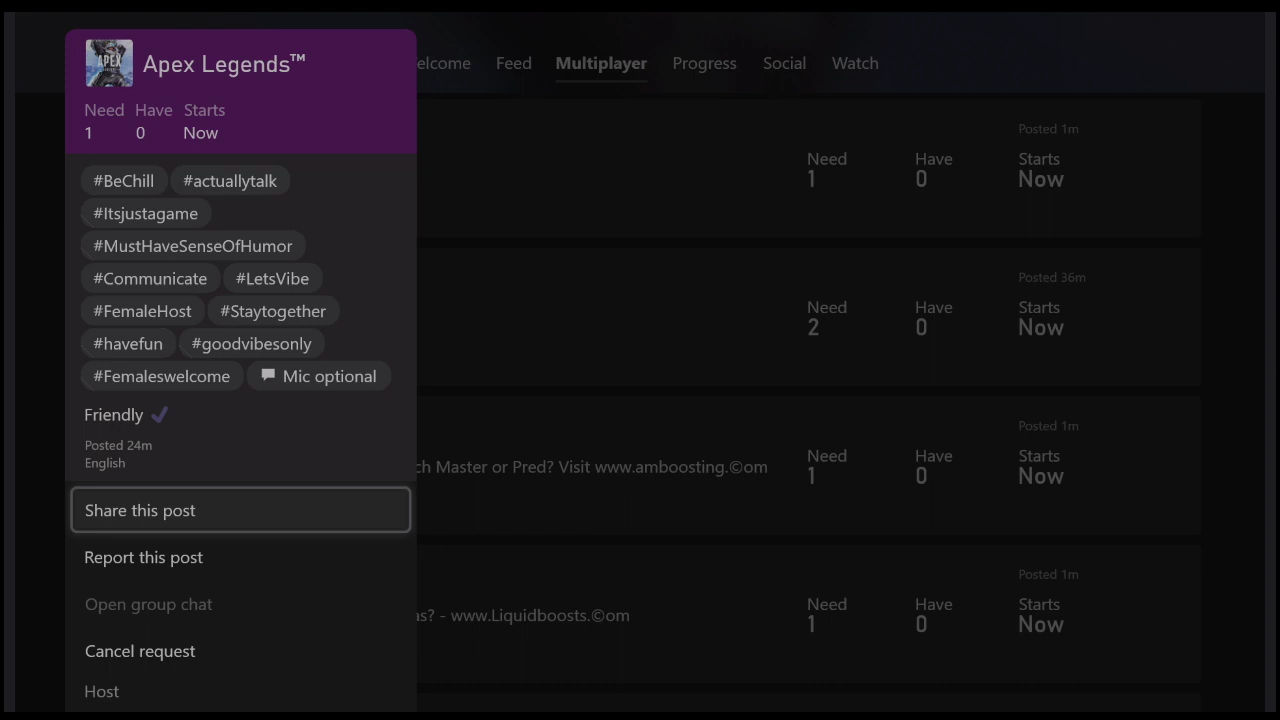 APEX
Apex Legends™
Need Have Starts
1 0 Now
#BeChill #actuallytalk
#Itsjustagame
#MustHaveSenseOfHumor
#Communicate #LetsVibe
#FemaleHost #Staytogether
#havefun #goodvibesonly
#Femaleswelcome Mic optional
Friendly
Posted 24m
English
Share this post
Report this post
Open group chat
Cancel request
Host
elcome Feed Multiplayer Progress Social Watch
Posted 1m
Need Have Starts
1 0 Now
Posted 36m
Need Have Starts
2 0 Now
Posted 1m
ch Master or Pred? Visit www.amboosting.©om
Need Have Starts
1 0 Now
Posted 1m
as? - www.Liquidboosts.©om
Need Have Starts
1 0 Now